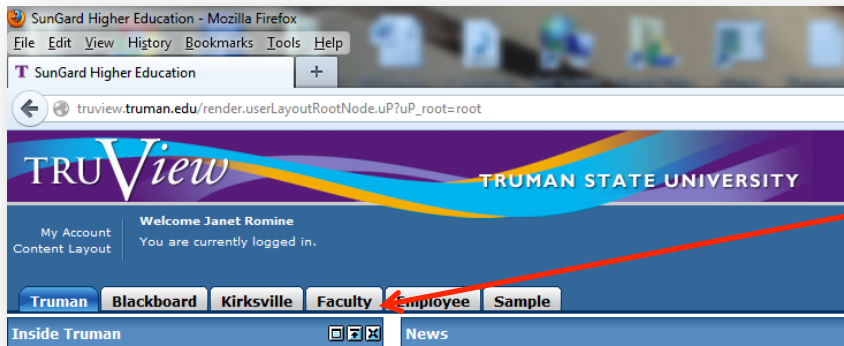 SunGard Higher Education - Mozilla Firefox
File Edit View History Bookmarks Tools Help
T SunGard Higher Education +
truview.truman.edu/render.userLayoutRootNode.uP?uP_root=root
TRUView TRUMAN STATE UNIVERSITY
Welcome Janet Romine
My Account
You are currently logged in.
Content Layout
Truman Blackboard Kirksville Faculty Employee Sample
Inside Truman News